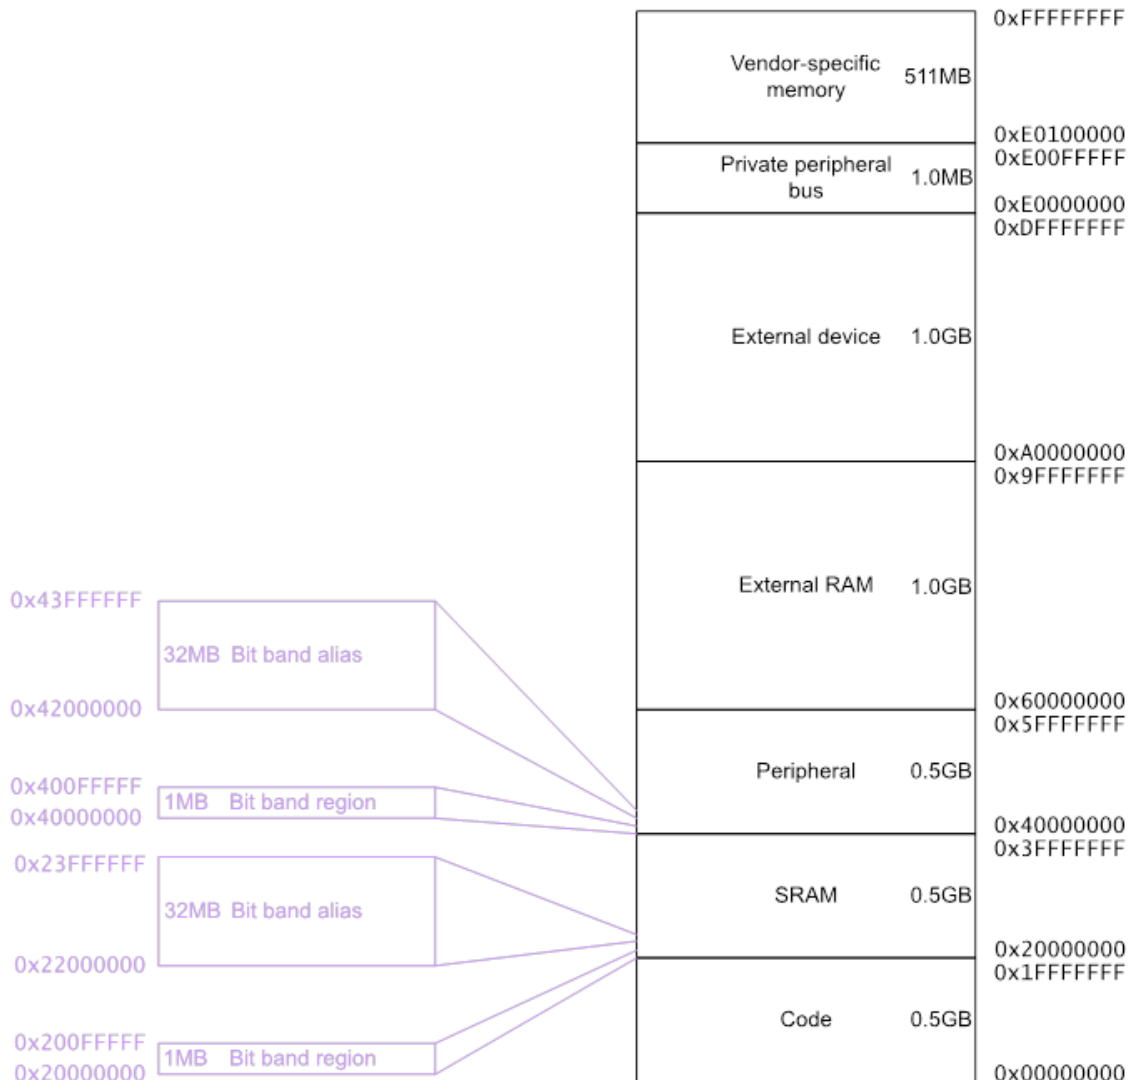 0xFFFFFFFF
Vendor-specific
memory
511MB
0xE0100000
0xE00FFFFF
Private peripheral
bus
1.0MB
0xE0000000
0xDFFFFFFF
External device 1.0GB
0xA0000000
0x9FFFFFFF
External RAM 1.0GB
0x43FFFFFF
32MB Bit band alias
0x42000000
0x60000000
0x5FFFFFFF
Peripheral 0.5GB
0x400FFFFF
1MB Bit band region
0x40000000
0x40000000
0x3FFFFFFF
0x23FFFFFF
32MB Bit band alias
0x22000000
SRAM 0.5GB
0x20000000
0x1FFFFFFF
Code 0.5GB
0x200FFFFF
1MB Bit band region
0x20000000
0x00000000